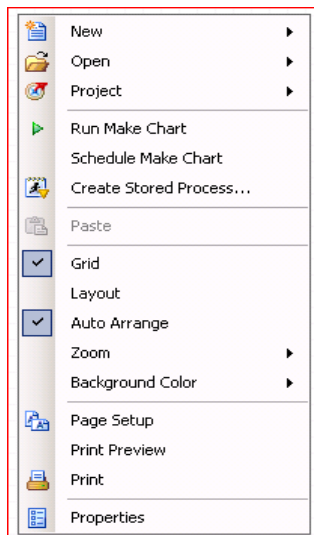 New
Open
Project
Run Make Chart
Schedule Make Chart
Create Stored Process...
Paste
Grid
Layout
Auto Arrange
Zoom
Background Color
Page Setup
Print Preview
Print
Properties